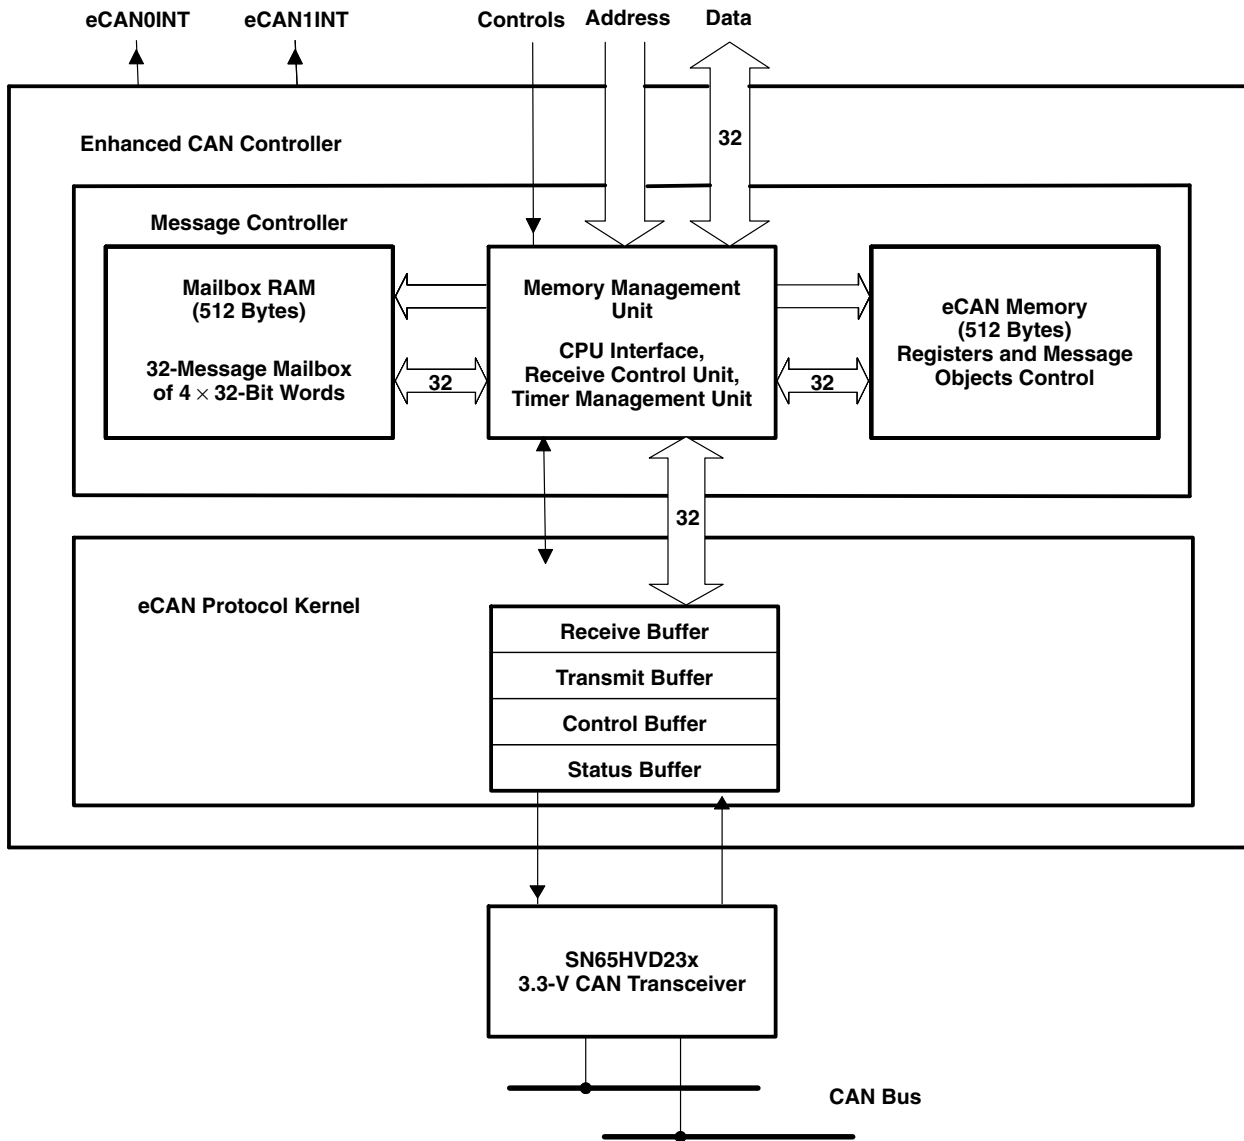 eCAN0INT
eCAN1INT
Controls
Address
Data
32
Enhanced CAN Controller
Message Controller
Mailbox RAM
(512 Bytes)
32-Message Mailbox
of 4 × 32-Bit Words
32
Memory Management
Unit
CPU Interface,
Receive Control Unit,
Timer Management Unit
32
eCAN Memory
(512 Bytes)
Registers and Message
Objects Control
32
eCAN Protocol Kernel
Receive Buffer
Transmit Buffer
Control Buffer
Status Buffer
SN65HVD23x
3.3-V CAN Transceiver
CAN Bus